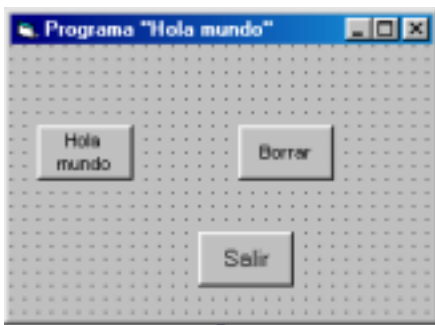 Programa "Hola mundo"
Hola
mundo
Borrar
Salir